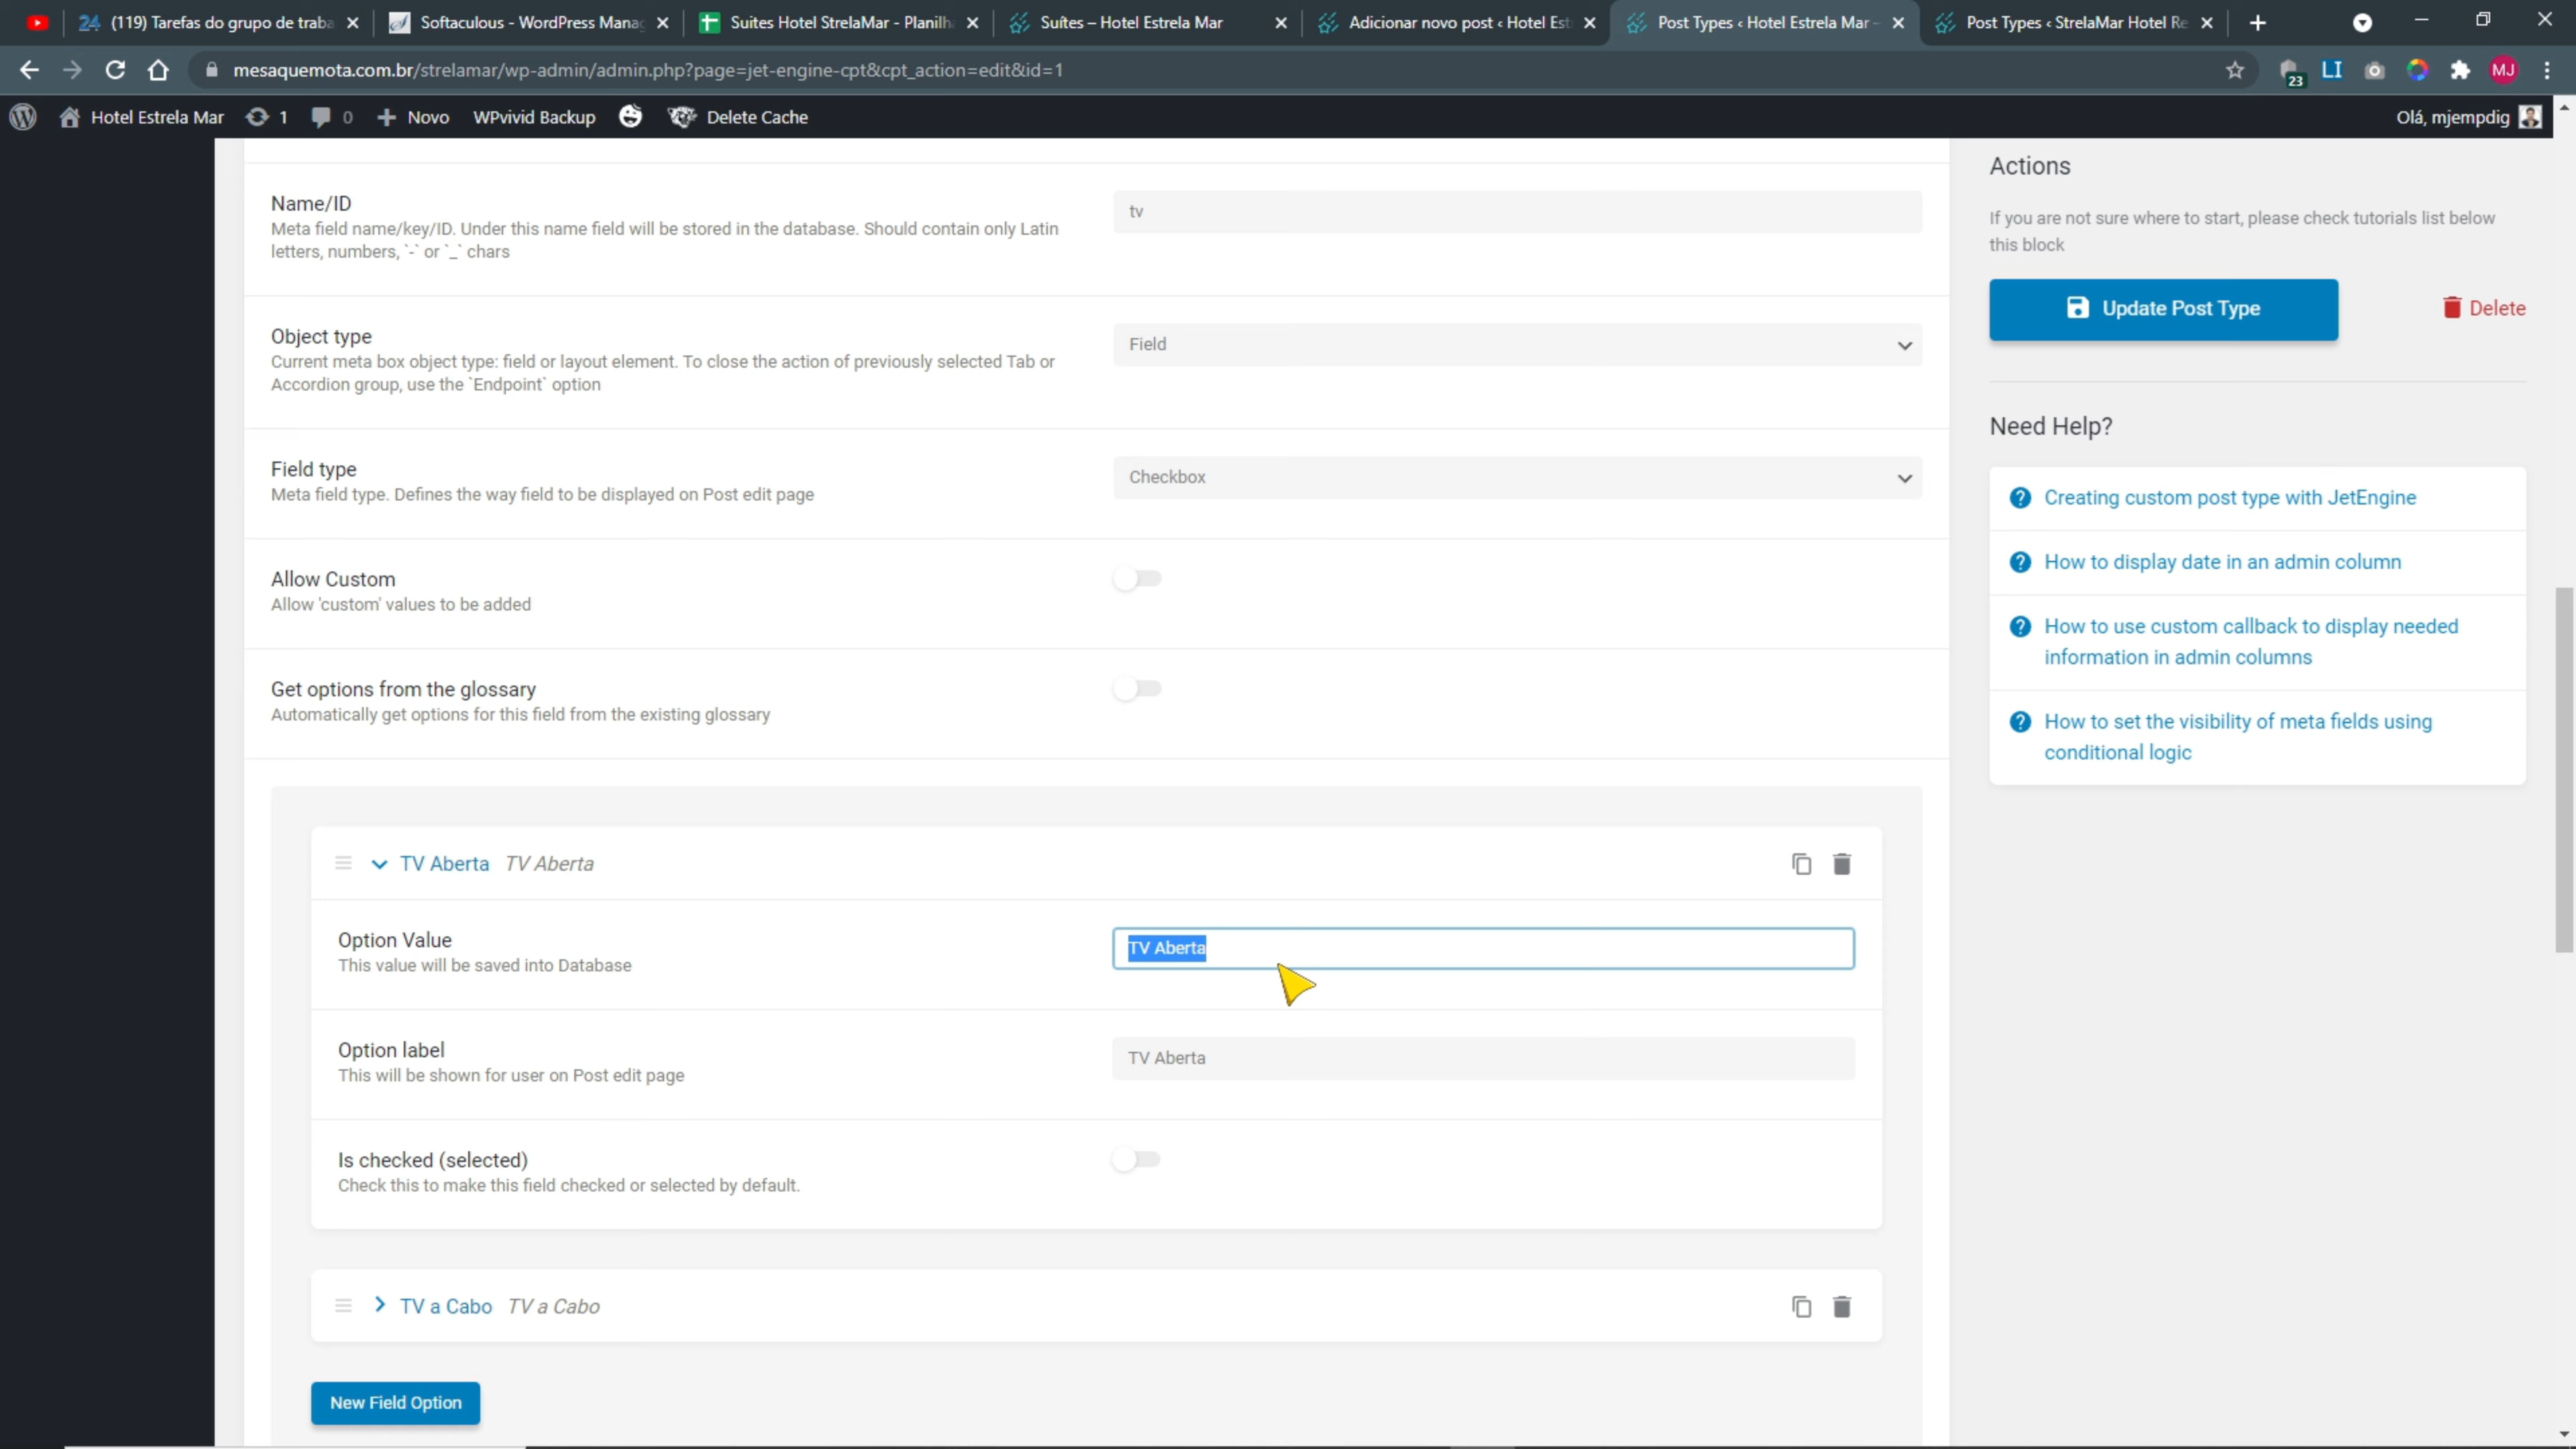 (119) Tarefas do grupo de traba
Softaculous - WordPress Manag
Suites Hotel StrelaMar - Planilh
Suítes – Hotel Estrela Mar
Adicionar novo post ‹ Hotel Est
Post Types ‹ Hotel Estrela Mar –
Post Types ‹ StrelaMar Hotel Re
mesaquemota.com.br/strelamar/wp-admin/admin.php?page=jet-engine-cpt&cpt_action=edit&id=1
23
LI
MJ
Hotel Estrela Mar
1
0
Novo
WPvivid Backup
Delete Cache
Olá, mjempdig
Name/ID
Meta field name/key/ID. Under this name field will be stored in the database. Should contain only Latin
letters, numbers, `-` or `_` chars
tv
Object type
Current meta box object type: field or layout element. To close the action of previously selected Tab or
Accordion group, use the `Endpoint` option
Field
Field type
Meta field type. Defines the way field to be displayed on Post edit page
Checkbox
Allow Custom
Allow 'custom' values to be added
Get options from the glossary
Automatically get options for this field from the existing glossary
TV Aberta TV Aberta
Option Value
This value will be saved into Database
TV Aberta
Option label
This will be shown for user on Post edit page
TV Aberta
Is checked (selected)
Check this to make this field checked or selected by default.
TV a Cabo TV a Cabo
New Field Option
Actions
If you are not sure where to start, please check tutorials list below
this block
Update Post Type
Delete
Need Help?
Creating custom post type with JetEngine
How to display date in an admin column
How to use custom callback to display needed
information in admin columns
How to set the visibility of meta fields using
conditional logic